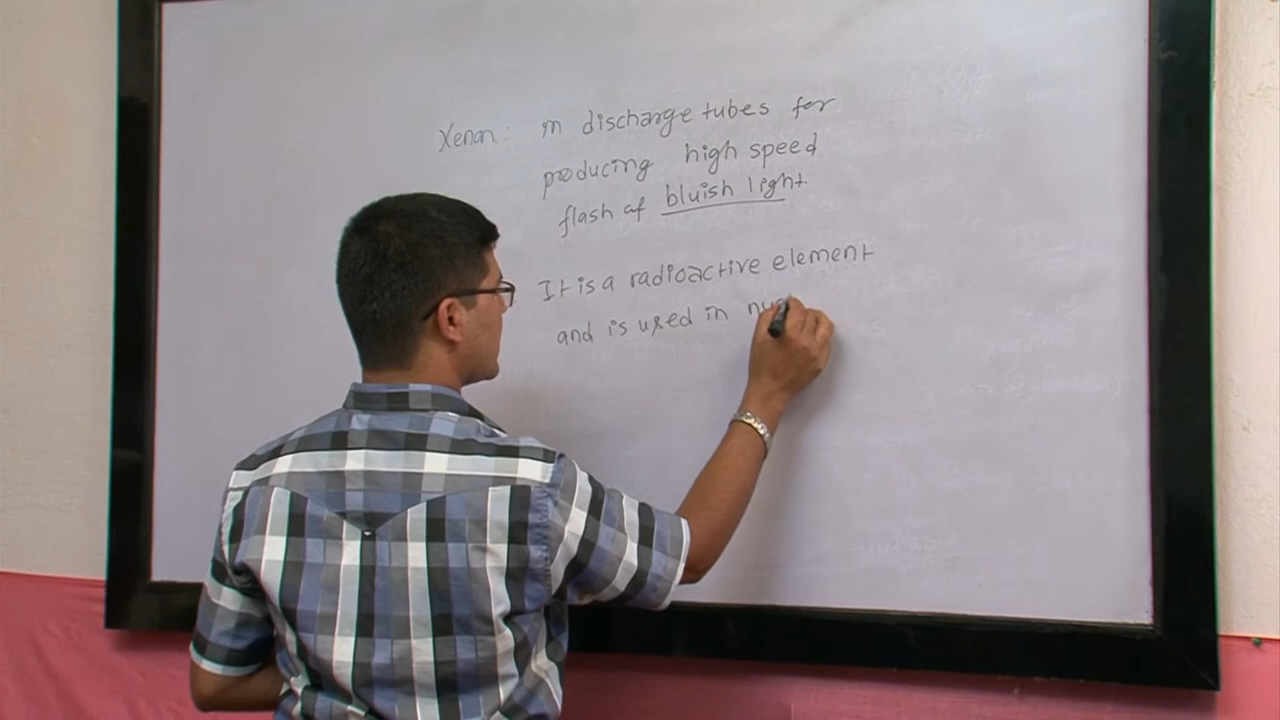 Xenon: in discharge tubes for
producing high speed
flash of bluish light.
It is a radioactive element
and is used in